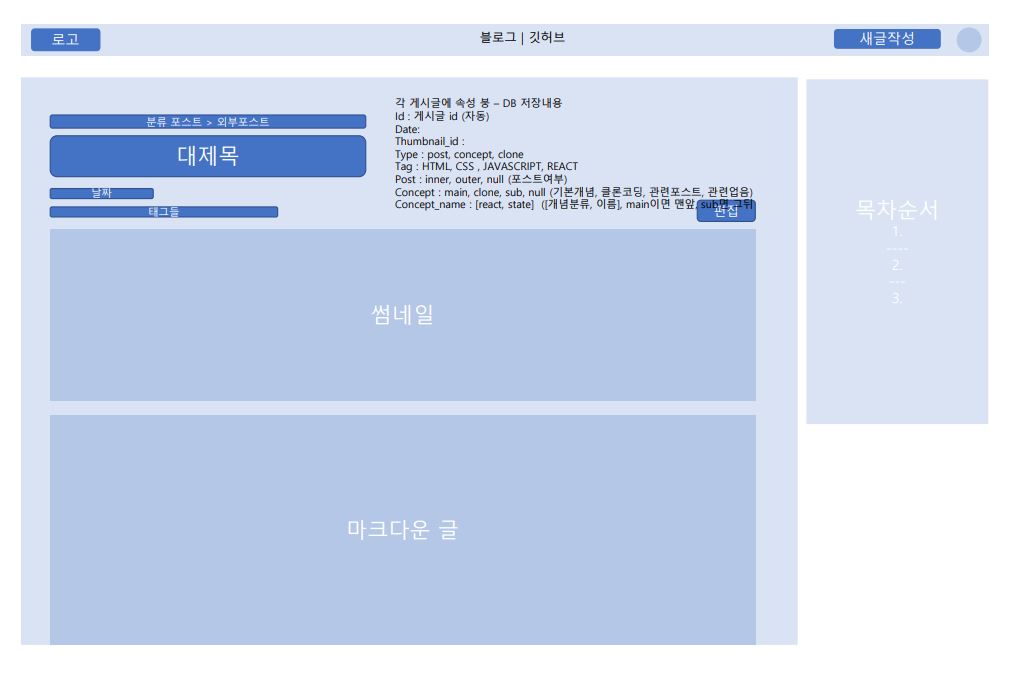 로고
블로그 | 깃허브
새글작성
분류 포스트 > 외부포스트
대제목
날짜
태그들
각 게시글에 속성 붕 – DB 저장내용
Id : 게시글 id (자동)
Date:
Thumbnail_id :
Type : post, concept, clone
Tag : HTML, CSS , JAVASCRIPT, REACT
Post : inner, outer, null (포스트여부)
Concept : main, clone, sub, null (기본개념, 클론코딩, 관련포스트, 관련업음)
Concept_name : [react, state]  ([개념분류, 이름], main이면 맨앞, sub면 그뒤
편집
썸네일
마크다운 글
목차순서
1.
----
2.
---
3.